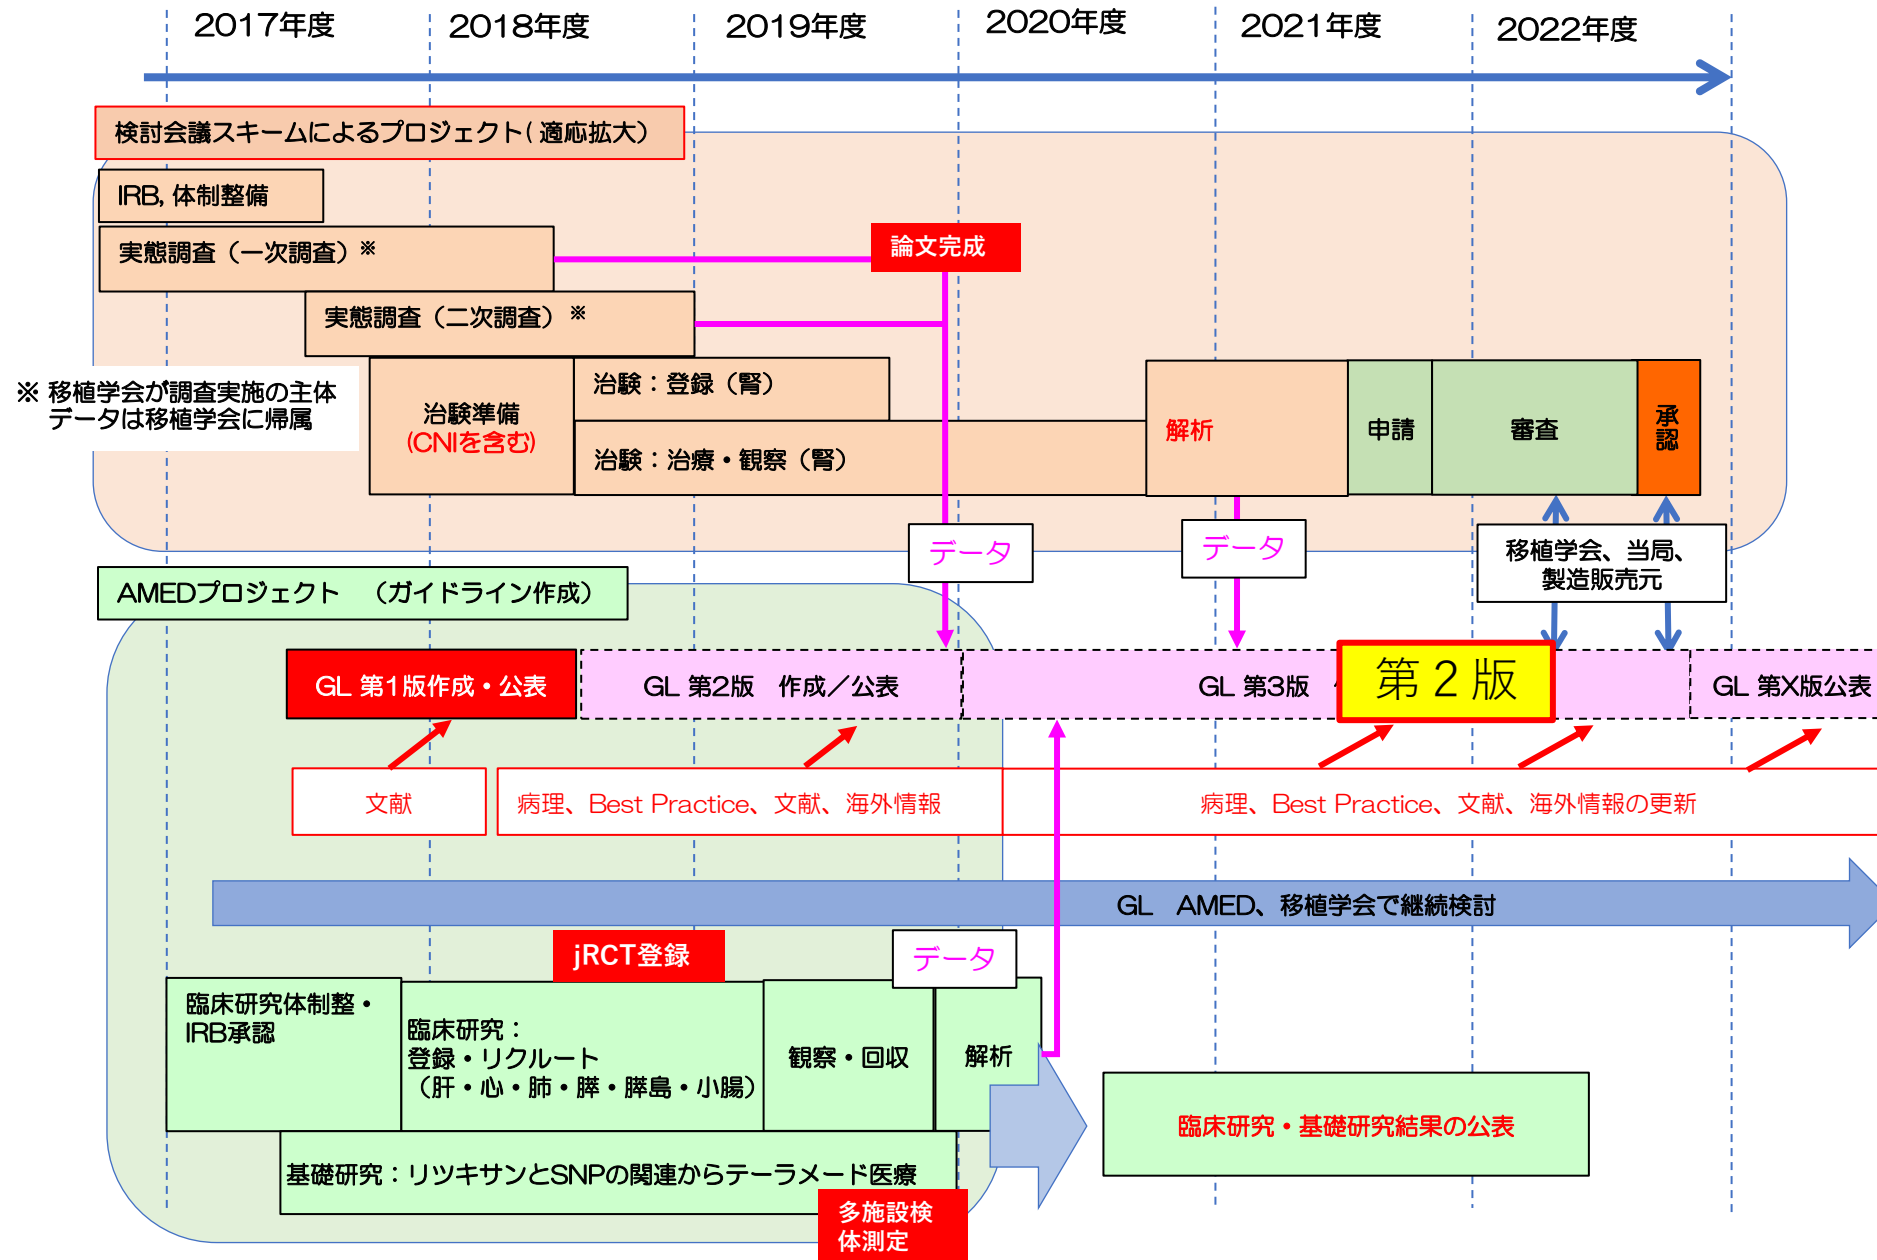 2017年度
2018年度
2019年度
2020年度
2021年度
2022年度
検討会議スキームによるプロジェクト(適応拡大)
IRB, 体制整備
実態調査（一次調査）※
論文完成
実態調査（二次調査）※
※ 移植学会が調査実施の主体
データは移植学会に帰属
治験準備
(CNIを含む)
治験：登録（腎）
治験：治療・観察（腎）
解析
申請
審査
承認
データ
データ
移植学会、当局、
製造販売元
AMEDプロジェクト　（ガイドライン作成）
GL 第1版作成・公表
GL 第2版　作成／公表
GL 第3版
第２版
GL 第X版公表
文献
病理、Best Practice、文献、海外情報
病理、Best Practice、文献、海外情報の更新
GL　AMED、移植学会で継続検討
jRCT登録
データ
臨床研究体制整・
IRB承認
臨床研究：
登録・リクルート
（肝・心・肺・膵・膵島・小腸）
観察・回収
解析
臨床研究・基礎研究結果の公表
基礎研究：リツキサンとSNPの関連からテーラメード医療
多施設検
体測定